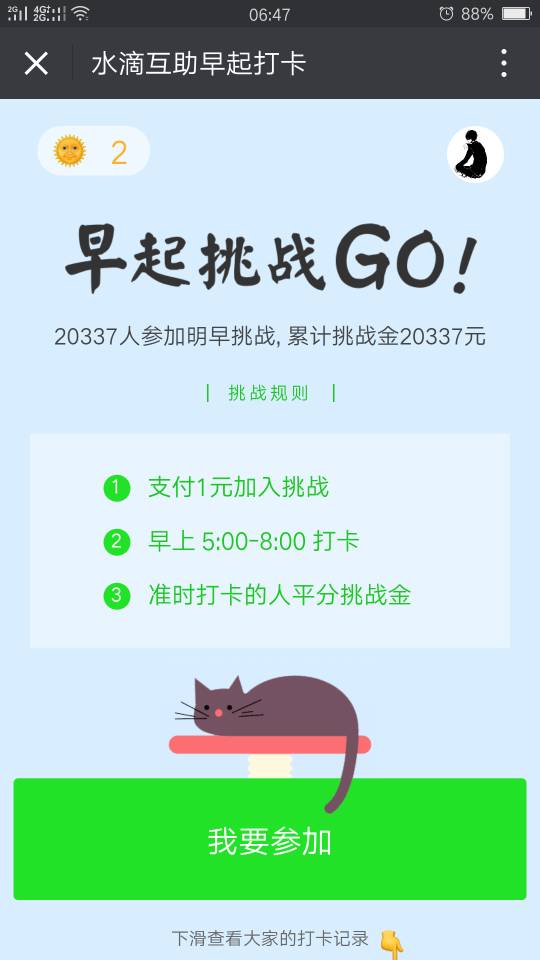 2G 4G 2G 06:47 88%
水滴互助早起打卡
2
早起挑战GO!
20337人参加明早挑战, 累计挑战金20337元
挑战规则
1 支付1元加入挑战
2 早上 5:00-8:00 打卡
3 准时打卡的人平分挑战金
我要参加
下滑查看大家的打卡记录